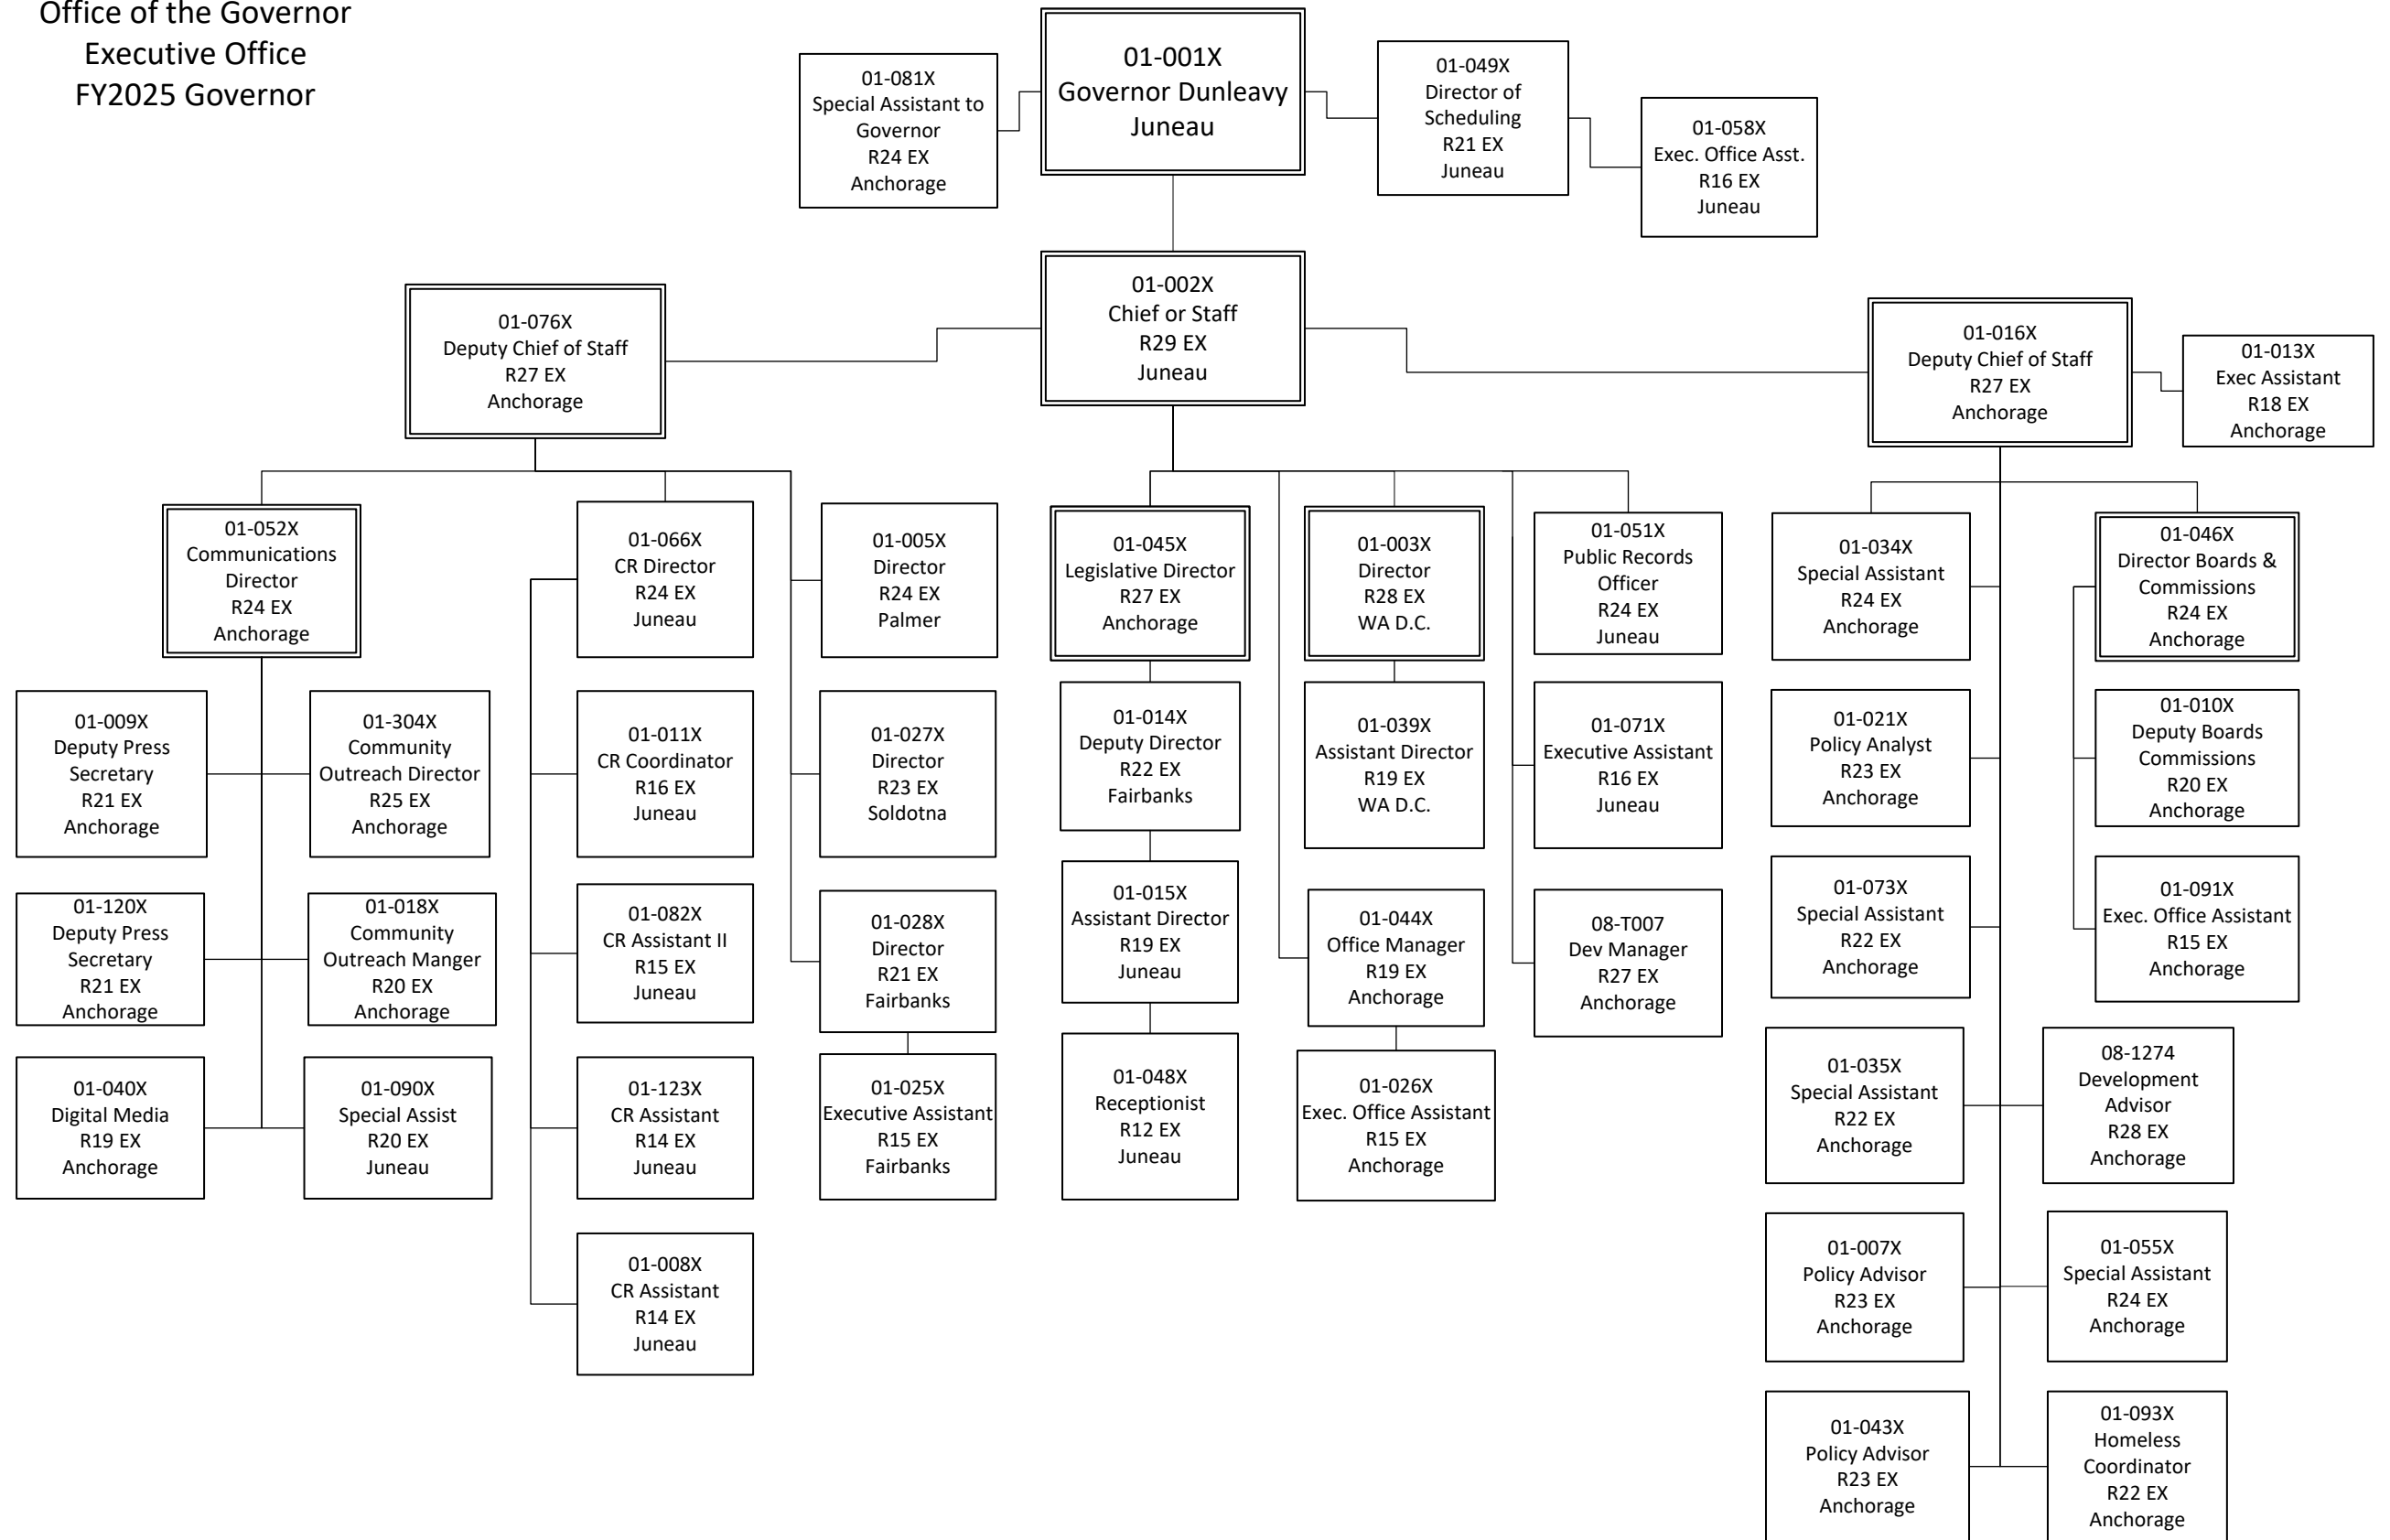 Office of the Governor
Executive Office
FY2025 Governor
01-081X
Special Assistant to
Governor
R24 EX
Anchorage
01-001X
Governor Dunleavy
Juneau
01-049X
Director of
Scheduling
R21 EX
Juneau
01-058X
Exec. Office Asst.
R16 EX
Juneau
01-076X
Deputy Chief of Staff
R27 EX
Anchorage
01-002X
Chief or Staff
R29 EX
Juneau
01-016X
Deputy Chief of Staff
R27 EX
Anchorage
01-013X
Exec Assistant
R18 EX
Anchorage
01-052X
Communications
Director
R24 EX
Anchorage
01-066X
CR Director
R24 EX
Juneau
01-005X
Director
R24 EX
Palmer
01-045X
Legislative Director
R27 EX
Anchorage
01-003X
Director
R28 EX
WA D.C.
01-051X
Public Records
Officer
R24 EX
Juneau
01-034X
Special Assistant
R24 EX
Anchorage
01-046X
Director Boards &
Commissions
R24 EX
Anchorage
01-009X
Deputy Press
Secretary
R21 EX
Anchorage
01-304X
Community
Outreach Director
R25 EX
Anchorage
01-011X
CR Coordinator
R16 EX
Juneau
01-027X
Director
R23 EX
Soldotna
01-014X
Deputy Director
R22 EX
Fairbanks
01-039X
Assistant Director
R19 EX
WA D.C.
01-071X
Executive Assistant
R16 EX
Juneau
01-021X
Policy Analyst
R23 EX
Anchorage
01-010X
Deputy Boards
Commissions
R20 EX
Anchorage
01-120X
Deputy Press
Secretary
R21 EX
Anchorage
01-018X
Community
Outreach Manger
R20 EX
Anchorage
01-082X
CR Assistant II
R15 EX
Juneau
01-028X
Director
R21 EX
Fairbanks
01-015X
Assistant Director
R19 EX
Juneau
01-044X
Office Manager
R19 EX
Anchorage
08-T007
Dev Manager
R27 EX
Anchorage
01-073X
Special Assistant
R22 EX
Anchorage
01-091X
Exec. Office Assistant
R15 EX
Anchorage
01-040X
Digital Media
R19 EX
Anchorage
01-090X
Special Assist
R20 EX
Juneau
01-123X
CR Assistant
R14 EX
Juneau
01-025X
Executive Assistant
R15 EX
Fairbanks
01-048X
Receptionist
R12 EX
Juneau
01-026X
Exec. Office Assistant
R15 EX
Anchorage
01-035X
Special Assistant
R22 EX
Anchorage
08-1274
Development
Advisor
R28 EX
Anchorage
01-008X
CR Assistant
R14 EX
Juneau
01-007X
Policy Advisor
R23 EX
Anchorage
01-055X
Special Assistant
R24 EX
Anchorage
01-043X
Policy Advisor
R23 EX
Anchorage
01-093X
Homeless
Coordinator
R22 EX
Anchorage